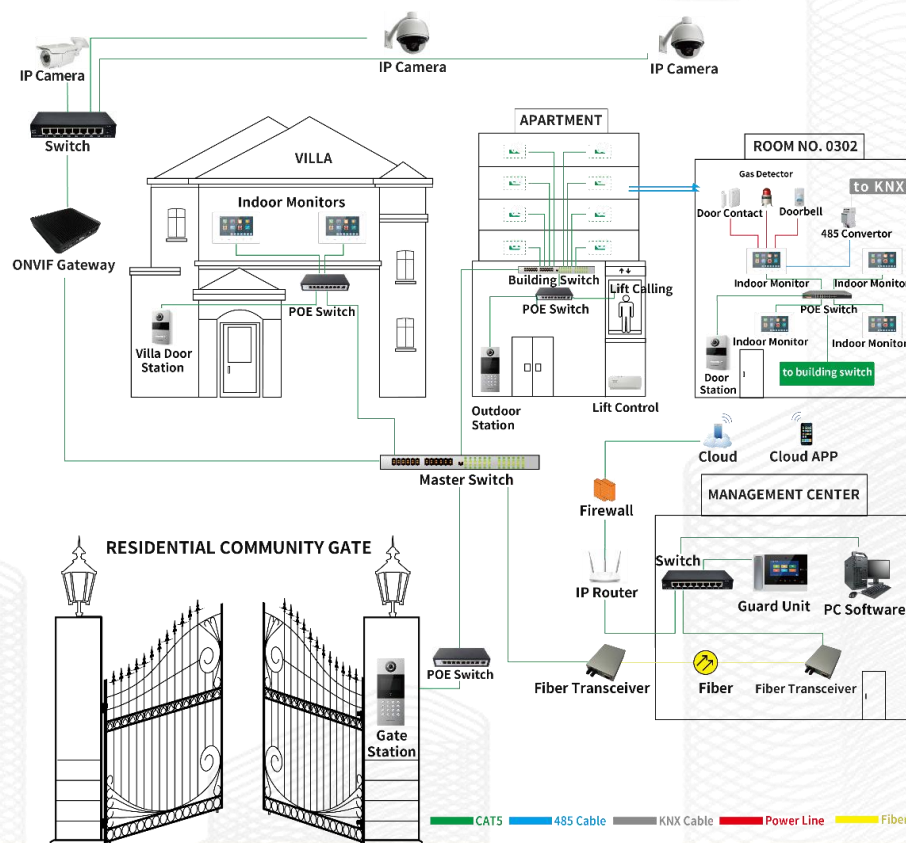 IP Camera
IP Camera
IP Camera
Switch
ONVIF Gateway
VILLA
Indoor Monitors
POE Switch
Villa Door
Station
APARTMENT
Building Switch
POE Switch
Lift Calling
Outdoor
Station
Lift Control
ROOM NO. 0302
Gas Detector
to KNX
Door Contact
Doorbell
485 Convertor
Indoor Monitor
Indoor Monitor
POE Switch
Indoor Monitor
Indoor Monitor
Door
Station
to building switch
Master Switch
Cloud
Cloud APP
Firewall
IP Router
MANAGEMENT CENTER
Switch
Guard Unit
PC Software
Fiber Transceiver
Fiber
Fiber Transceiver
RESIDENTIAL COMMUNITY GATE
POE Switch
Gate
Station
CAT5
485 Cable
KNX Cable
Power Line
Fiber